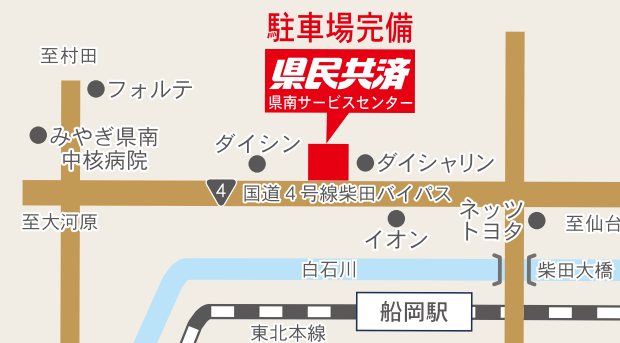 駐車場完備
県民共済
県南サービスセンター
至村田
フォルテ
みやぎ県南
中核病院
ダイシン
ダイシャリン
4
国道4号線柴田バイパス
至大河原
ネッツ
トヨタ
至仙台
イオン
白石川
柴田大橋
船岡駅
東北本線